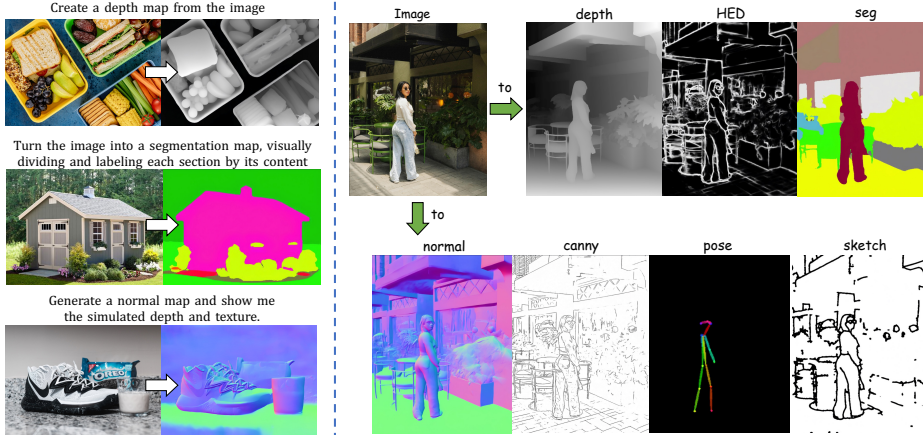 Create a depth map from the image
Turn the image into a segmentation map, visually
dividing and labeling each section by its content
Generate a normal map and show me
the simulated depth and texture.
OREO
Image
to
depth
HED
seg
to
normal
canny
pose
sketch